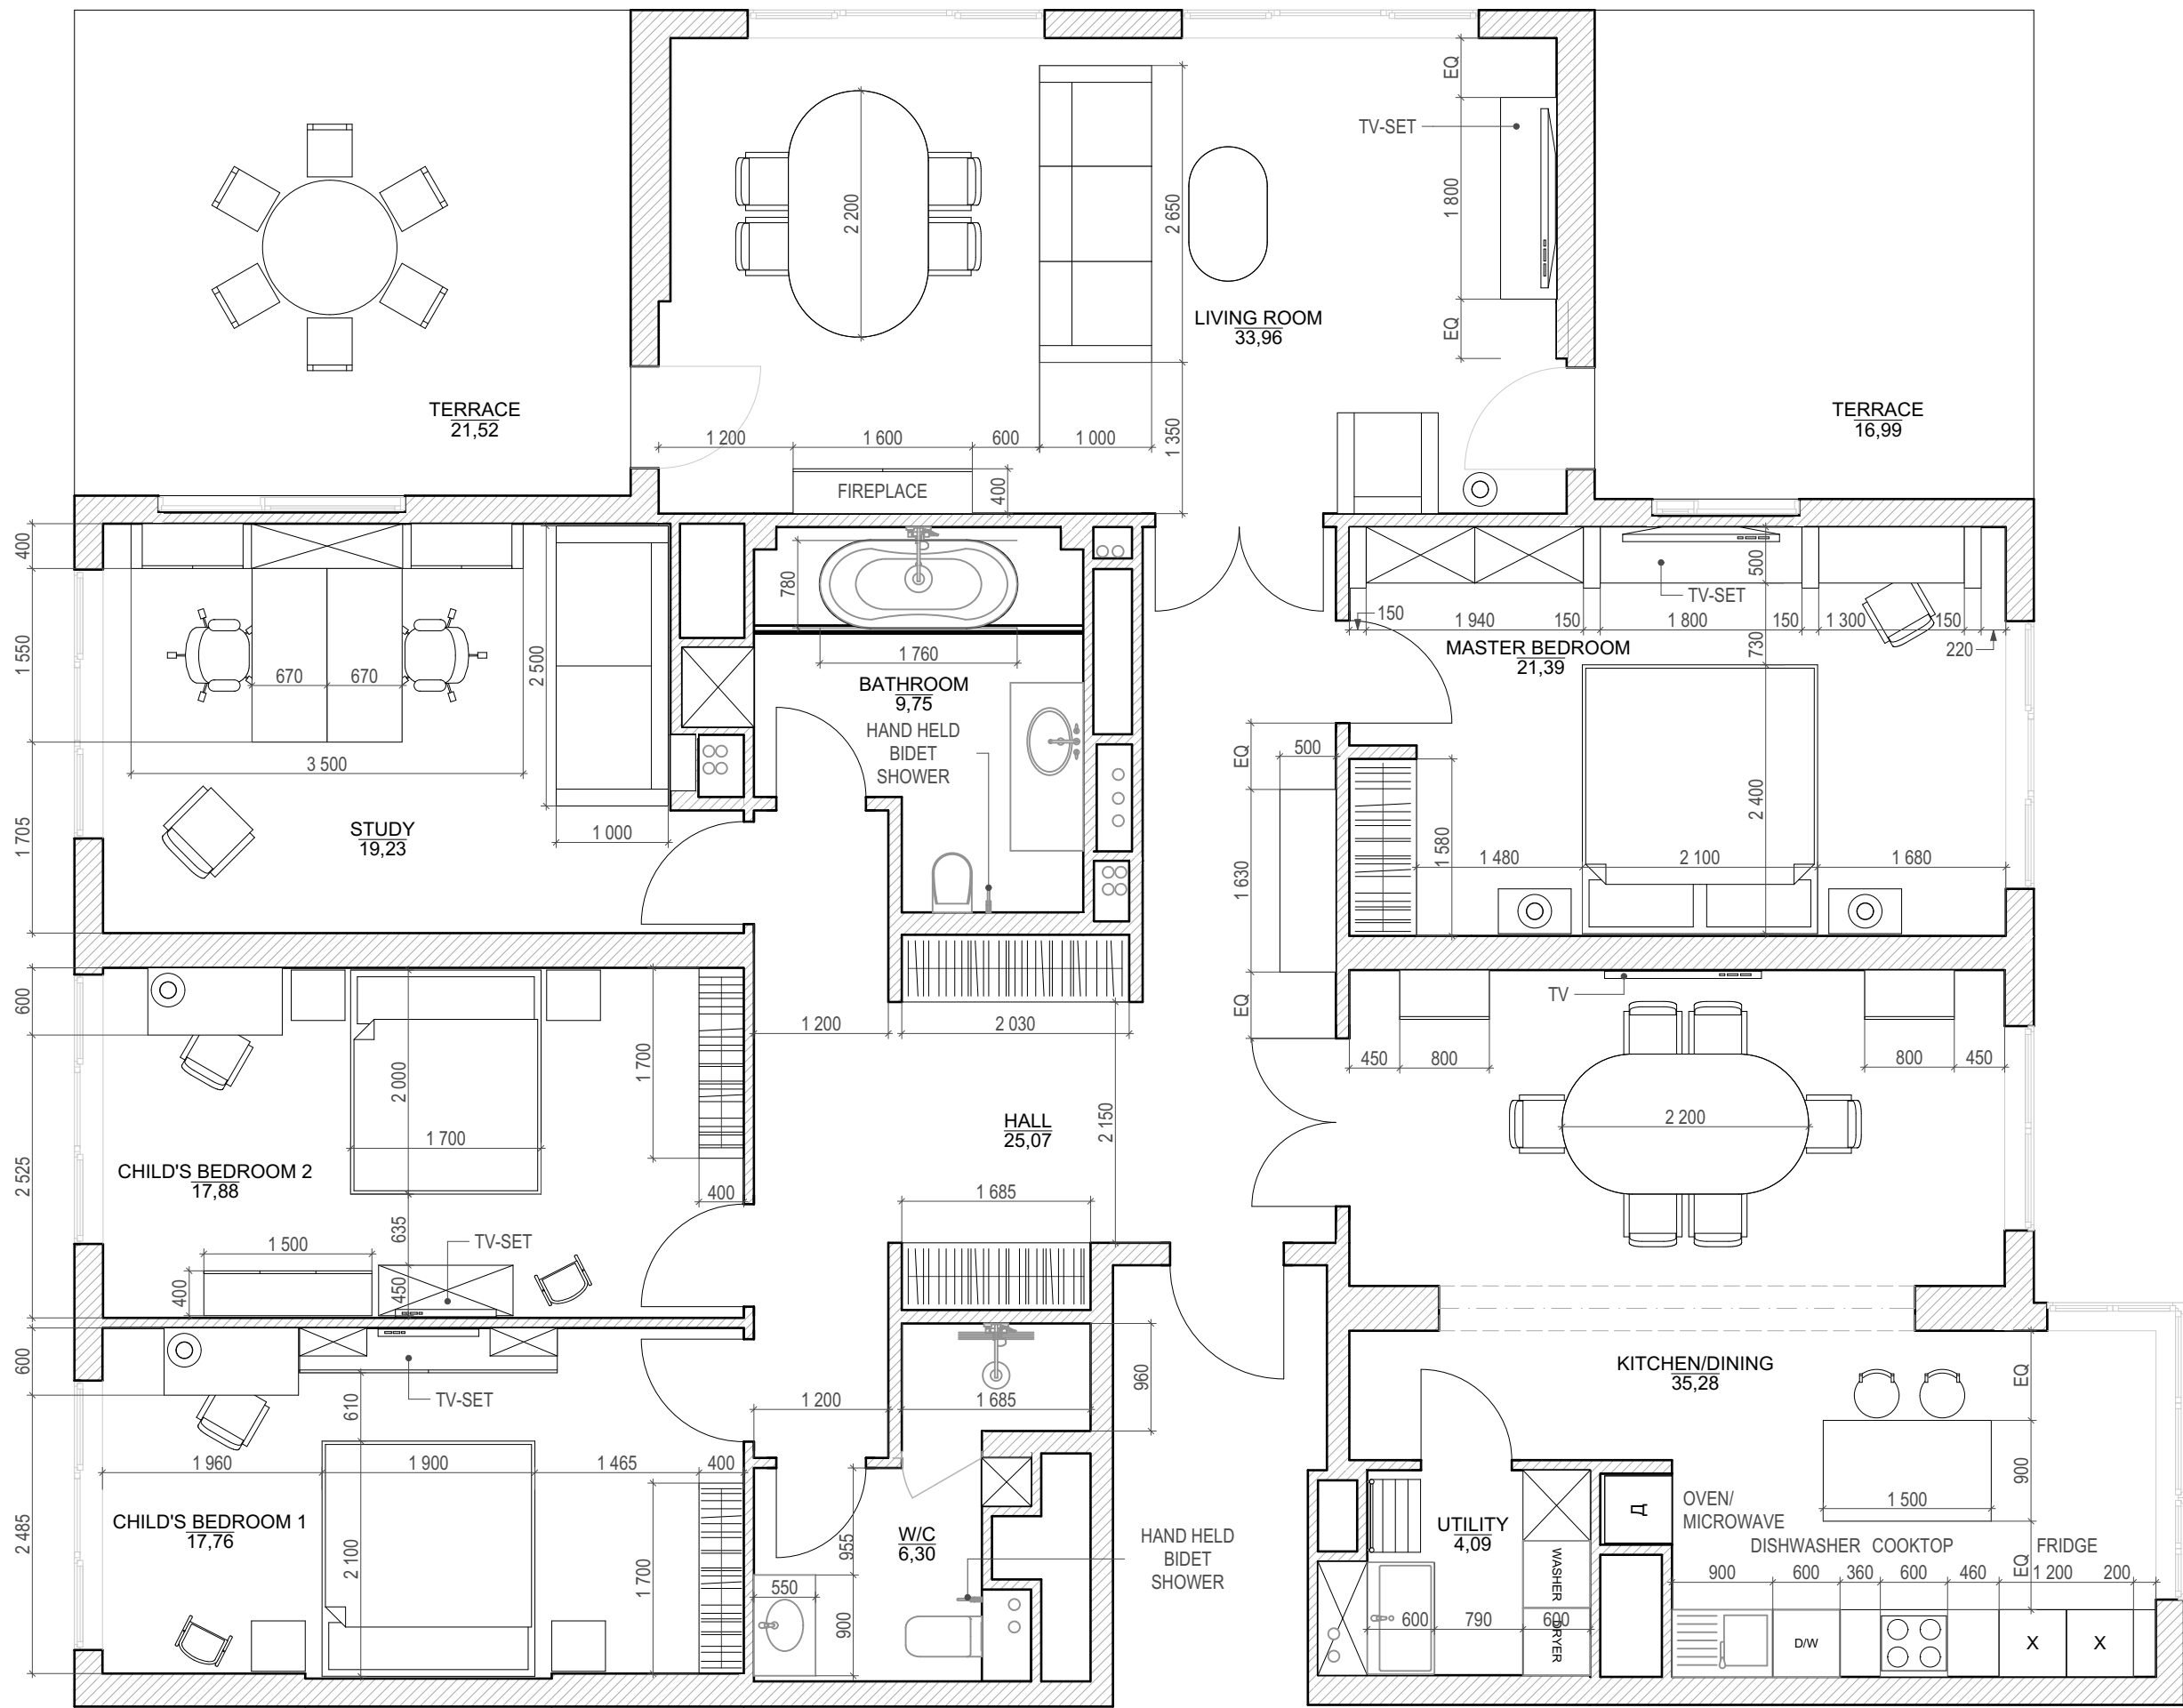 EQ
TV-SET
2 200
2 650
1 800
LIVING ROOM
33,96
EQ
TERRACE
21,52
TERRACE
16,99
1 200
1 600
600
1 000
1 350
FIREPLACE
400
400
780
500
TV-SET
150
1 940
150
1 800
150
1 300
150
1 550
670
670
2 500
1 760
MASTER BEDROOM
21,39
730
220
BATHROOM
9,75
HAND HELD
BIDET
SHOWER
3 500
EQ
500
STUDY
19,23
1 000
1 705
1 580
2 400
1 480
2 100
1 680
1 630
600
EQ
TV
1 200
2 030
1 700
2 000
450
800
800
450
1 700
HALL
25,07
2 150
2 200
CHILD'S BEDROOM 2
17,88
2 525
400
1 685
635
1 500
TV-SET
400
450
600
TV-SET
610
1 200
1 685
960
KITCHEN/DINING
35,28
EQ
1 960
1 900
1 465
400
900
1 500
CHILD'S BEDROOM 1
17,76
2 485
2 100
1 700
W/C
6,30
955
550
900
HAND HELD
BIDET
SHOWER
UTILITY
4,09
Д
OVEN/
MICROWAVE
DISHWASHER
COOKTOP
FRIDGE
EQ
900
600
360
600
460
1 200
200
WASHER
DRYER
600
790
600
D/W
X
X